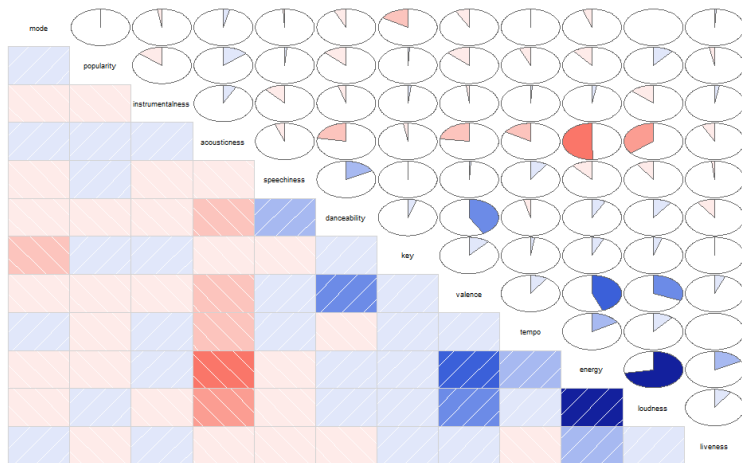 mode
popularity
instrumentalness
acousticness
speechiness
danceability
key
valence
tempo
energy
loudness
liveness